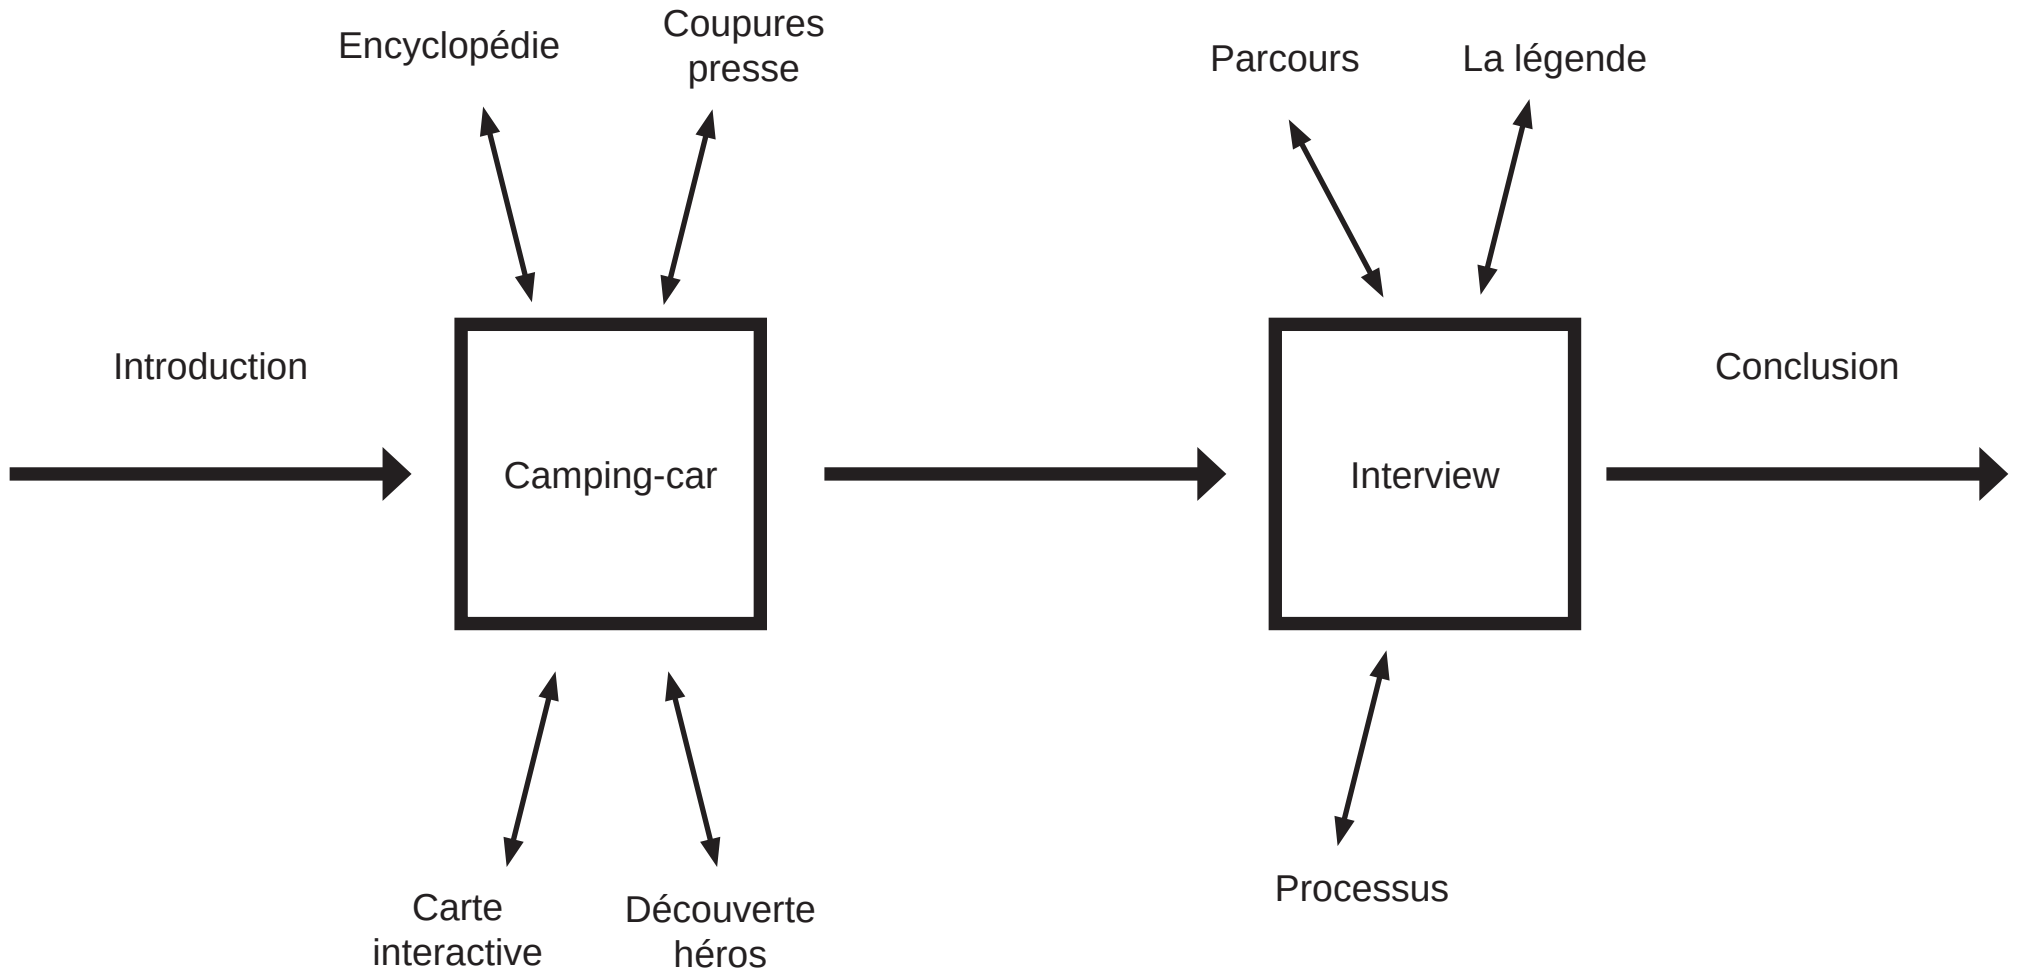 Encyclopédie
Coupures
presse
Parcours
La légende
Introduction
Camping-car
Interview
Conclusion
Carte
interactive
Découverte
héros
Processus